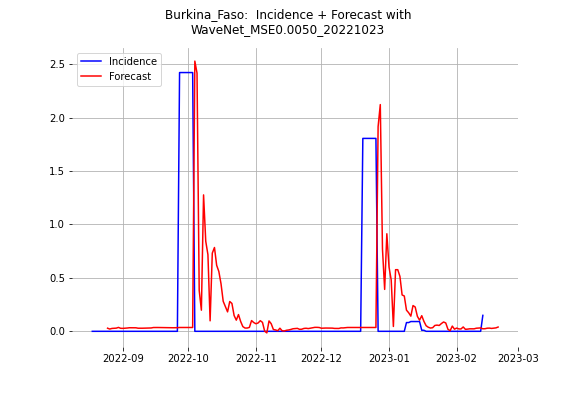 Burkina_Faso:  Incidence + Forecast with
WaveNet_MSE0.0050_20221023
Incidence
Forecast
2.5
2.0
1.5
1.0
0.5
0.0
2022-09 2022-10 2022-11 2022-12 2023-01 2023-02 2023-03